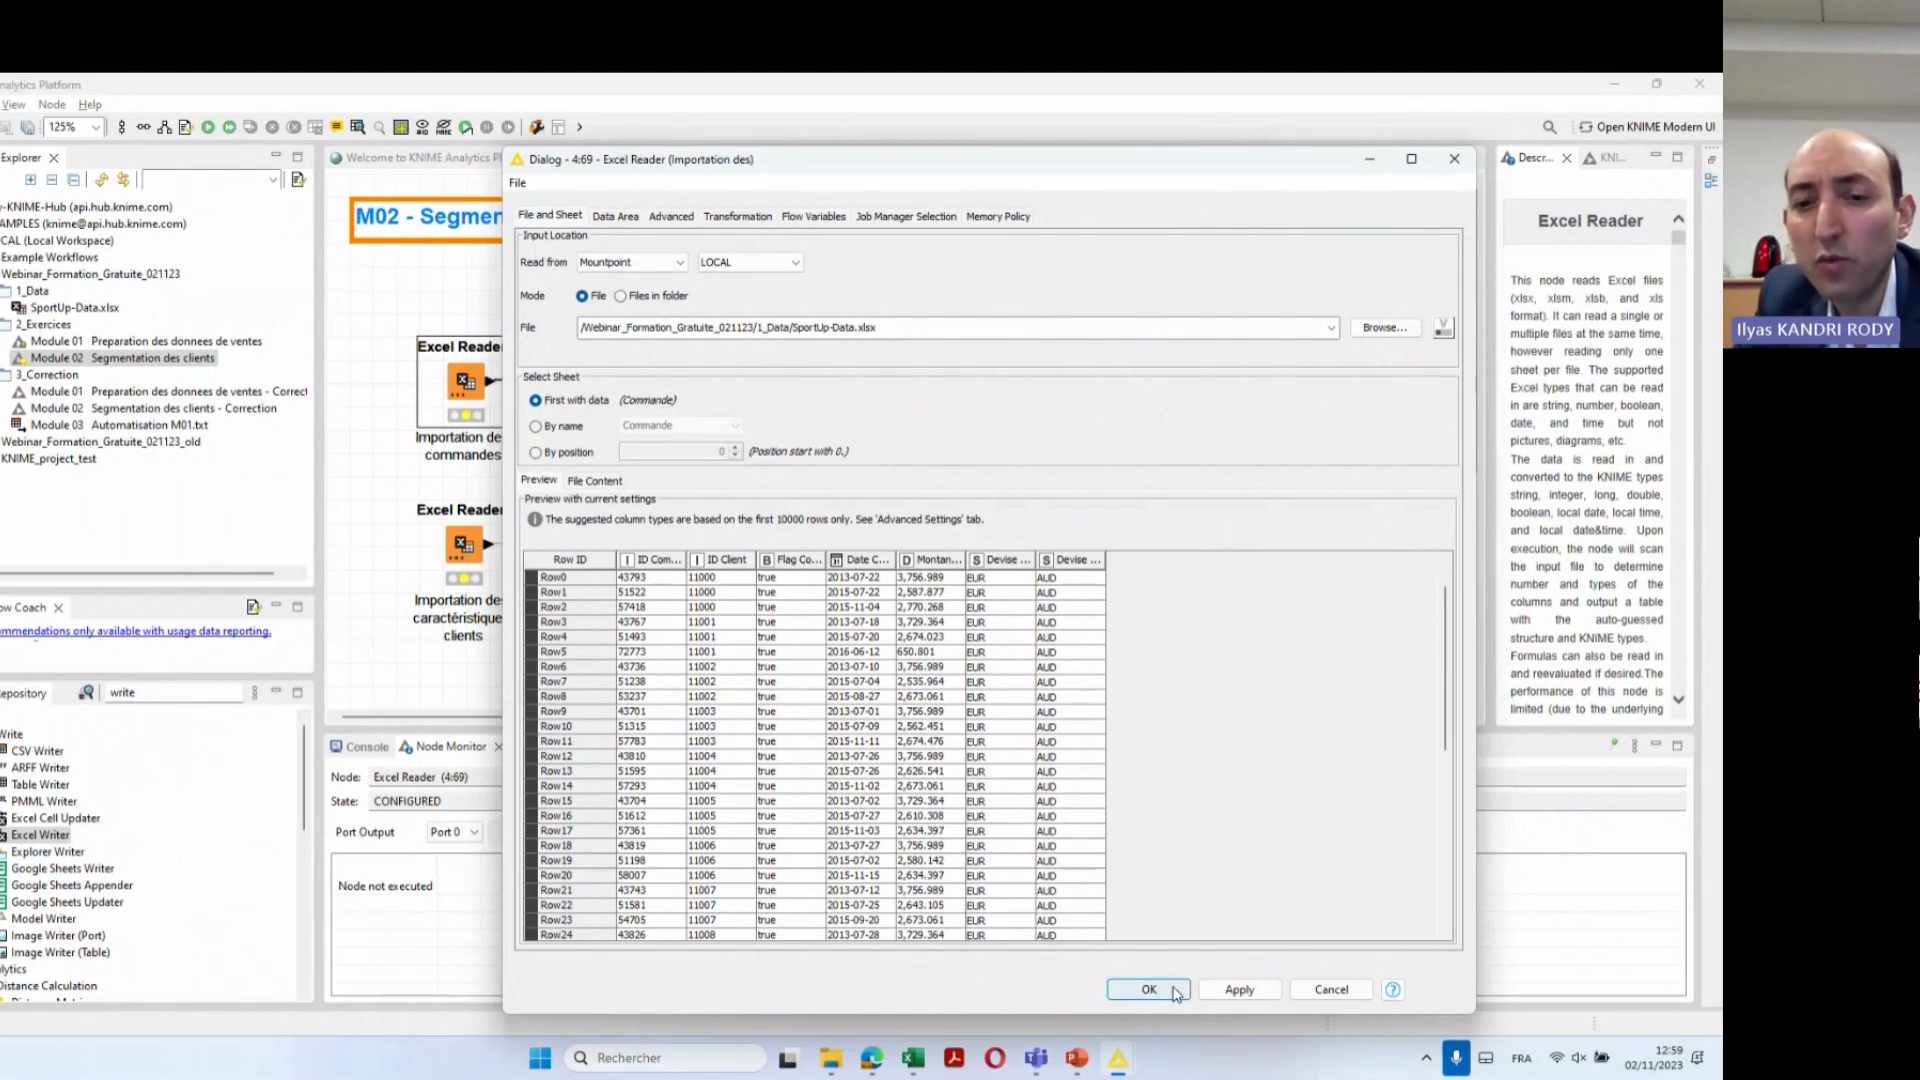 nalytics Platform
View Node Help
125%
Open KNIME Modern UI
Explorer
Welcome to KNIME Analytics Pl
Dialog - 4:69 - Excel Reader (Importation des)
Descr...
KNI...
File
y-KNIME-Hub (api.hub.knime.com)
AMPLES (knime@api.hub.knime.com)
CAL (Local Workspace)
Example Workflows
Webinar_Formation_Gratuite_021123
1_Data
SportUp-Data.xlsx
2_Exercices
Module 01 Preparation des donnees de ventes
Module 02 Segmentation des clients
3_Correction
Module 01 Preparation des donnees de ventes - Correct
Module 02 Segmentation des clients - Correction
Module 03 Automatisation M01.txt
Webinar_Formation_Gratuite_021123_old
KNIME_project_test
ow Coach
mmendations only available with usage data reporting.
epository
write
Write
CSV Writer
ARFF Writer
Table Writer
PMML Writer
Excel Cell Updater
Excel Writer
Explorer Writer
Google Sheets Writer
Google Sheets Appender
Google Sheets Updater
Model Writer
Image Writer (Port)
Image Writer (Table)
lytics
Distance Calculation
M02 - Segmen
Excel Reade
Importation de
commandes
Excel Reade
Importation de
caractéristique
clients
Console
Node Monitor
Node: Excel Reader (4:69)
State: CONFIGURED
Port Output Port 0
Node not executed
File and Sheet Data Area Advanced Transformation Flow Variables Job Manager Selection Memory Policy
Input Location
Read from Mountpoint LOCAL
Mode File Files in folder
File /Webinar_Formation_Gratuite_021123/1_Data/SportUp-Data.xlsx Browse...
Select Sheet
First with data (Commande)
By name Commande
By position 0 (Position start with 0.)
Preview File Content
Preview with current settings
The suggested column types are based on the first 10000 rows only. See 'Advanced Settings' tab.
Row ID I ID Com... I ID Client B Flag Co... Date C... D Montan... S Devise ... S Devise ...
Row0 43793 11000 true 2013-07-22 3,756.989 EUR AUD
Row1 51522 11000 true 2015-07-22 2,587.877 EUR AUD
Row2 57418 11000 true 2015-11-04 2,770.268 EUR AUD
Row3 43767 11001 true 2013-07-18 3,729.364 EUR AUD
Row4 51493 11001 true 2015-07-20 2,674.023 EUR AUD
Row5 72773 11001 true 2016-06-12 650.801 EUR AUD
Row6 43736 11002 true 2013-07-10 3,756.989 EUR AUD
Row7 51238 11002 true 2015-07-04 2,535.964 EUR AUD
Row8 53237 11002 true 2015-08-27 2,673.061 EUR AUD
Row9 43701 11003 true 2013-07-01 3,756.989 EUR AUD
Row10 51315 11003 true 2015-07-09 2,562.451 EUR AUD
Row11 57783 11003 true 2015-11-11 2,674.476 EUR AUD
Row12 43810 11004 true 2013-07-26 3,756.989 EUR AUD
Row13 51595 11004 true 2015-07-26 2,626.541 EUR AUD
Row14 57293 11004 true 2015-11-02 2,673.061 EUR AUD
Row15 43704 11005 true 2013-07-02 3,729.364 EUR AUD
Row16 51612 11005 true 2015-07-27 2,610.308 EUR AUD
Row17 57361 11005 true 2015-11-03 2,634.397 EUR AUD
Row18 43819 11006 true 2013-07-27 3,756.989 EUR AUD
Row19 51198 11006 true 2015-07-02 2,580.142 EUR AUD
Row20 58007 11006 true 2015-11-15 2,634.397 EUR AUD
Row21 43743 11007 true 2013-07-12 3,756.989 EUR AUD
Row22 51581 11007 true 2015-07-25 2,643.105 EUR AUD
Row23 54705 11007 true 2015-09-20 2,673.061 EUR AUD
Row24 43826 11008 true 2013-07-28 3,729.364 EUR AUD
OK Apply Cancel
Excel Reader
This node reads Excel files
(xlsx, xlsm, xlsb, and xls
format). It can read a single or
multiple files at the same time,
however reading only one
sheet per file. The supported
Excel types that can be read
in are string, number, boolean,
date, and time but not
pictures, diagrams, etc.
The data is read in and
converted to the KNIME types
string, integer, long, double,
boolean, local date, local time,
and local date&time. Upon
execution, the node will scan
the input file to determine
number and types of the
columns and output a table
with the auto-guessed
structure and KNIME types.
Formulas can also be read in
and reevaluated if desired.The
performance of this node is
limited (due to the underlying
Ilyas KANDRI RODY
Rechercher
FRA
12:59
02/11/2023